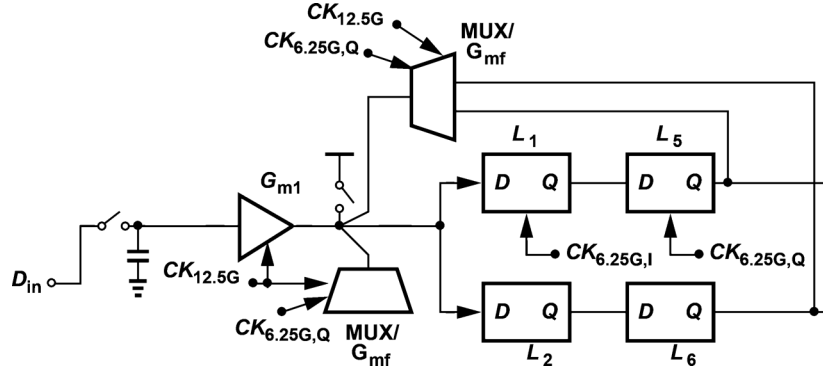 CK12.5G
MUX/
Gmf
CK6.25G,Q
L1
L5
Gm1
D Q
D Q
CK6.25G,I
CK6.25G,Q
Din
CK12.5G
CK6.25G,Q
MUX/
Gmf
D Q
D Q
L2
L6